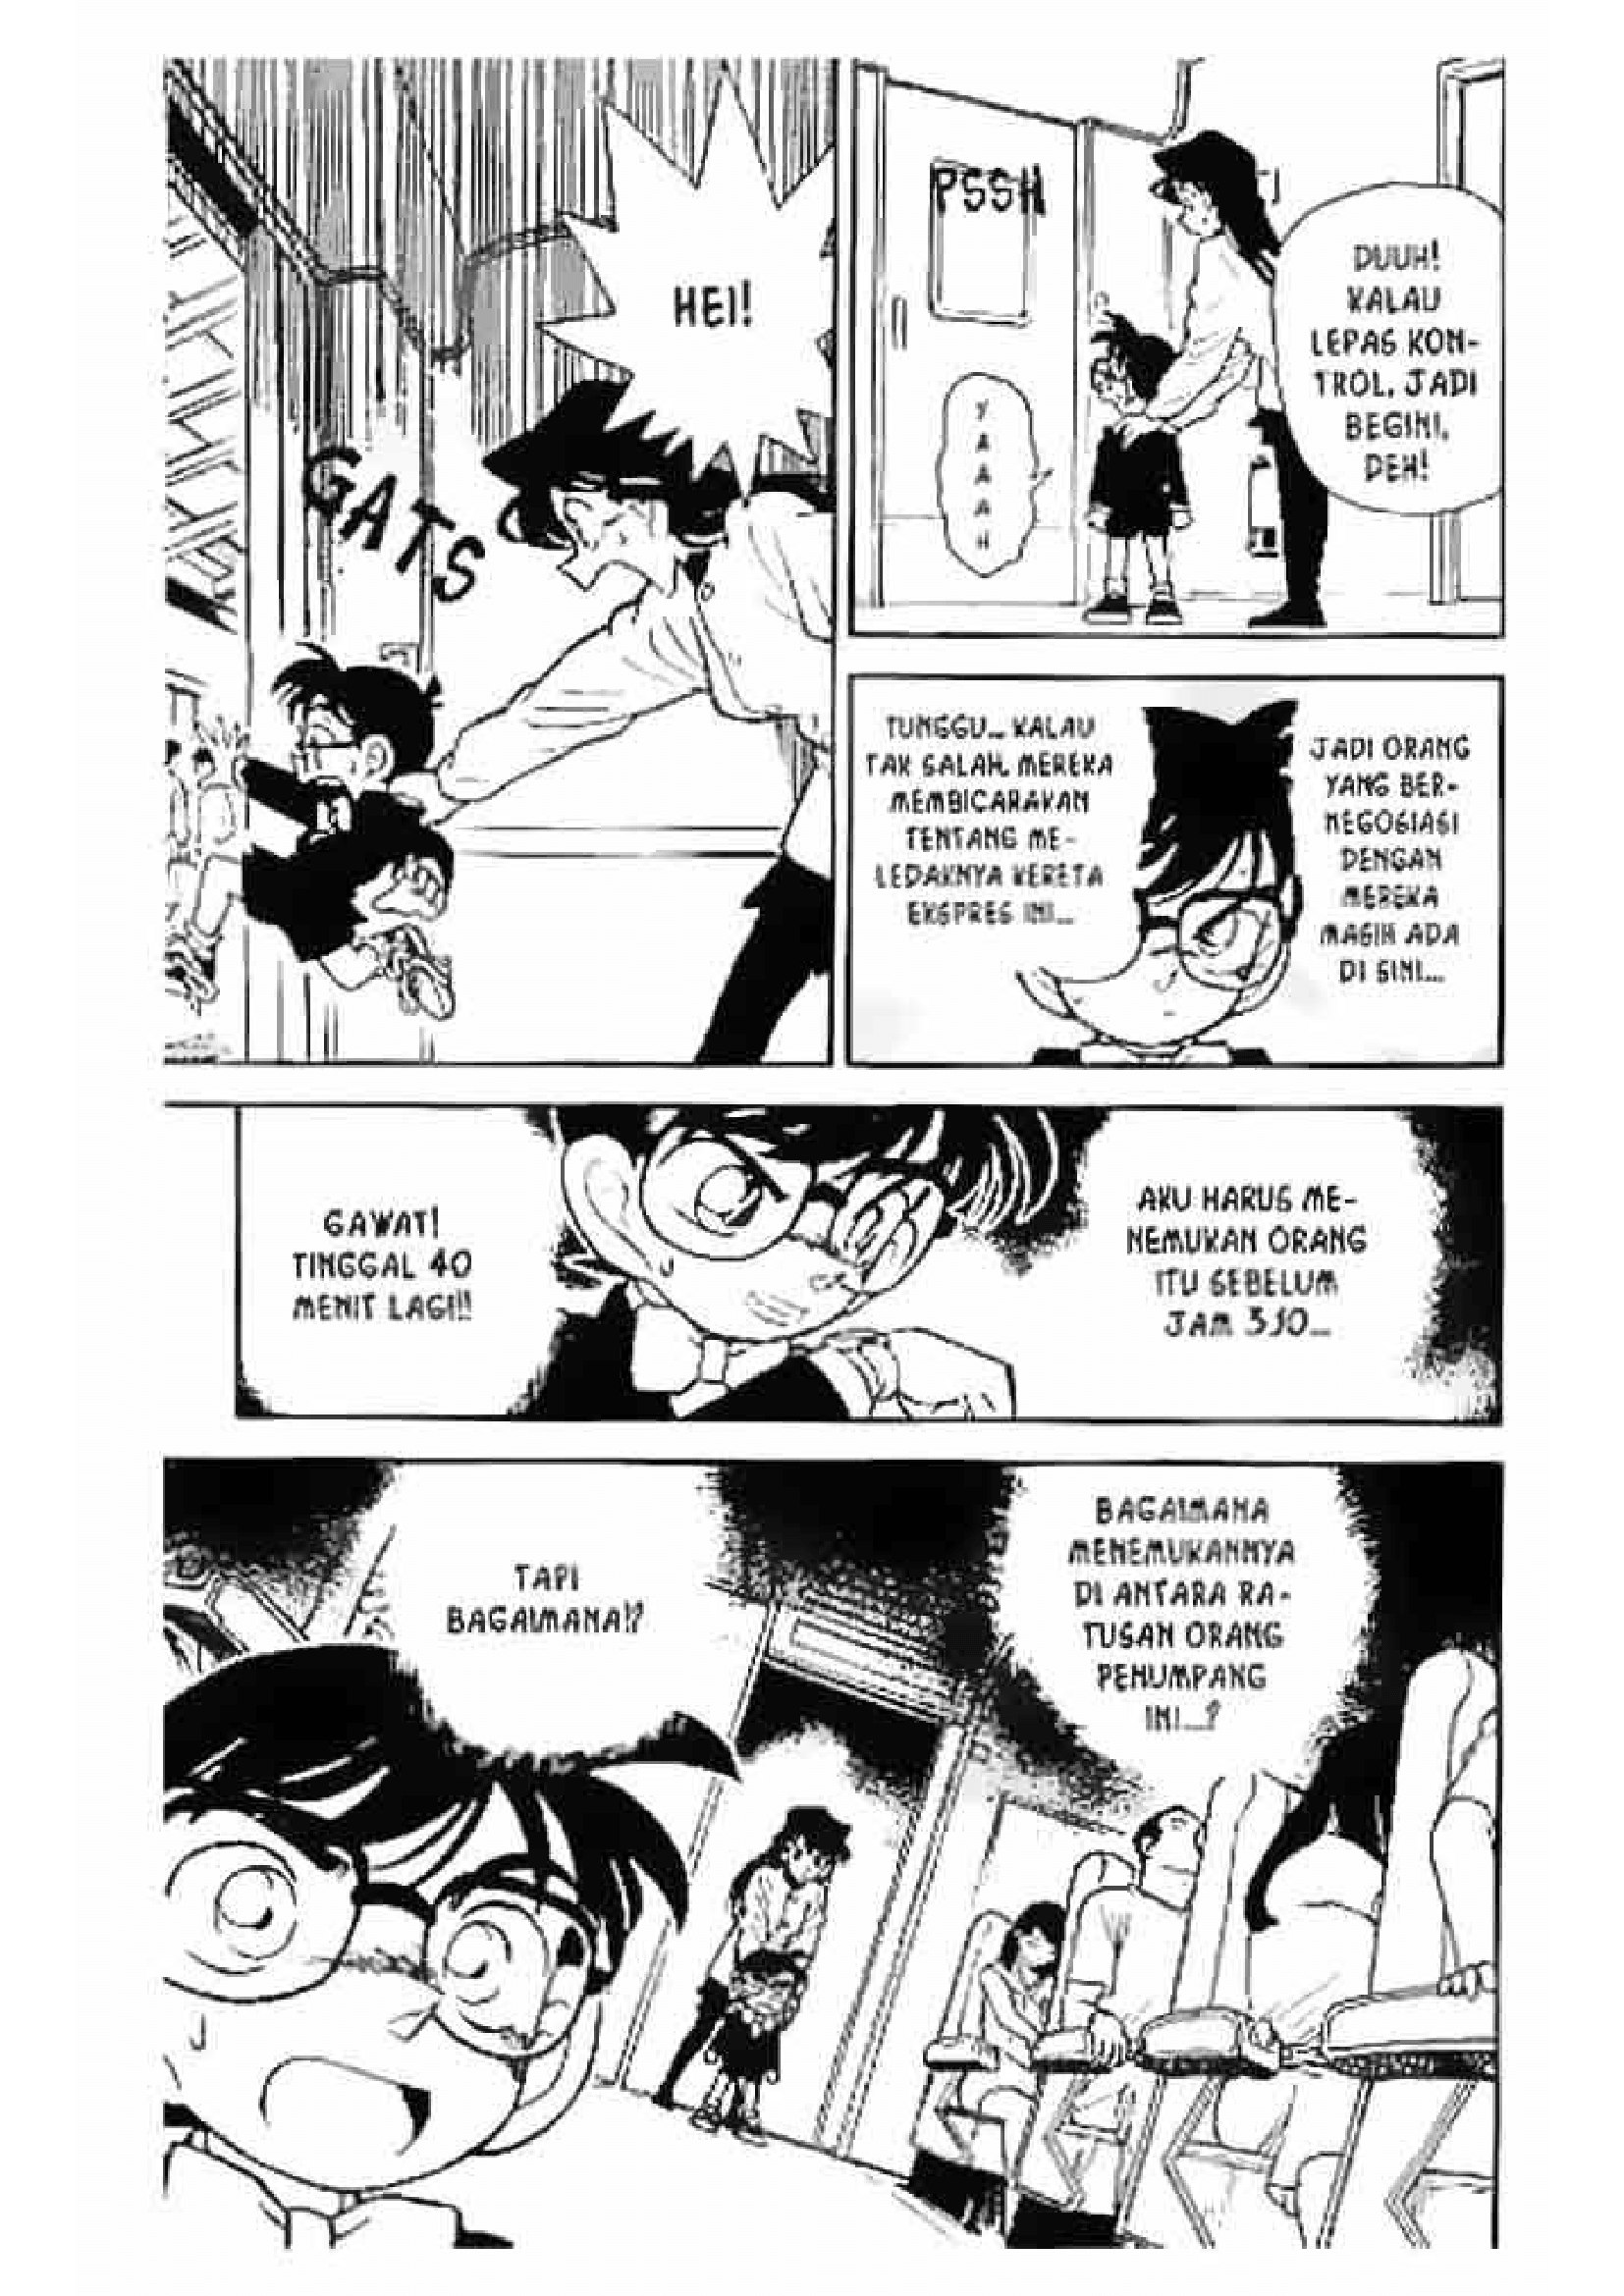 HEI!
GATS
PSSH
YAAAAH
DUUH!
KALAU
LEPAS KON-
TROL, JADI
BEGINI,
DEH!
TUNGGU... KALAU
TAK SALAH, MEREKA
MEMBICARAKAN
TENTANG ME-
LEDAKNYA KERETA
EKSPRES INI...
JADI ORANG
YANG BER-
NEGOSIASI
DENGAN
MEREKA
MASIH ADA
DI SINI...
GAWAT!
TINGGAL 40
MENIT LAGI!!
AKU HARUS ME-
NEMUKAN ORANG
ITU SEBELUM
JAM 3.10...
TAPI
BAGAIMANA!?
BAGAIMANA
MENEMUKANNYA
DI ANTARA RA-
TUSAN ORANG
PENUMPANG
INI...?